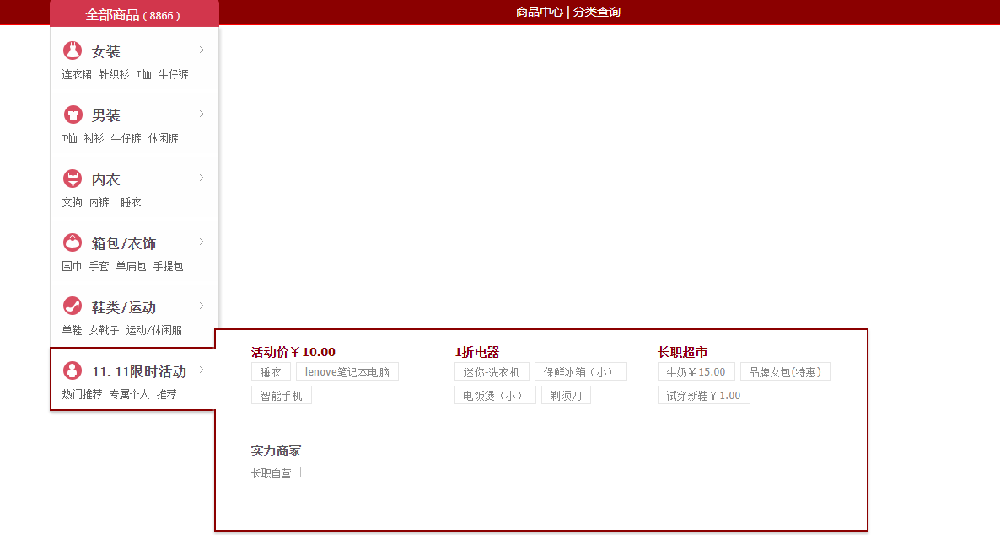 全部商品 ( 8866 )
商品中心 | 分类查询
女装
连衣裙 针织衫 T恤 牛仔裤
男装
T恤 衬衫 牛仔裤 休闲裤
内衣
文胸 内裤 睡衣
箱包/衣饰
围巾 手套 单肩包 手提包
鞋类/运动
单鞋 女靴子 运动/休闲服
11.11限时活动
热门推荐 专属个人 推荐
活动价￥10.00
睡衣 lenove笔记本电脑
智能手机
1折电器
迷你-洗衣机 保鲜冰箱（小）
电饭煲（小） 剃须刀
长职超市
牛奶￥15.00 品牌女包(特惠)
试穿新鞋￥1.00
实力商家
长职自营